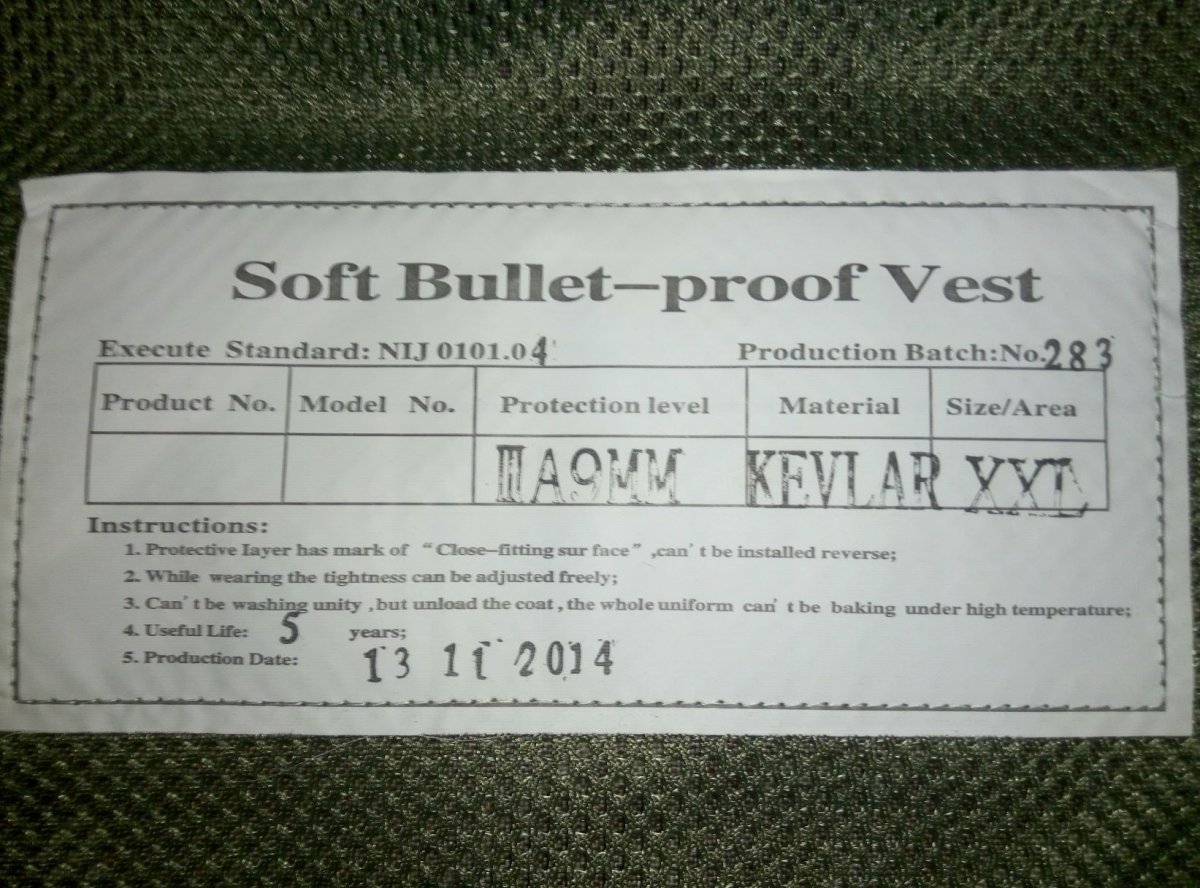 Soft Bullet-proof Vest
Execute Standard: NIJ 0101.04 Production Batch:No.283
Product No. Model No. Protection level Material Size/Area
ⅢA9MM KEVLAR XXL
Instructions:
1. Protective Iayer has mark of “Close-fitting sur face” ,can't be installed reverse;
2. While wearing the tightness can be adjusted freely;
3. Can't be washing unity ,but unload the coat , the whole uniform can't be baking under high temperature;
4. Useful Life: 5 years;
5. Production Date: 13 11 2014